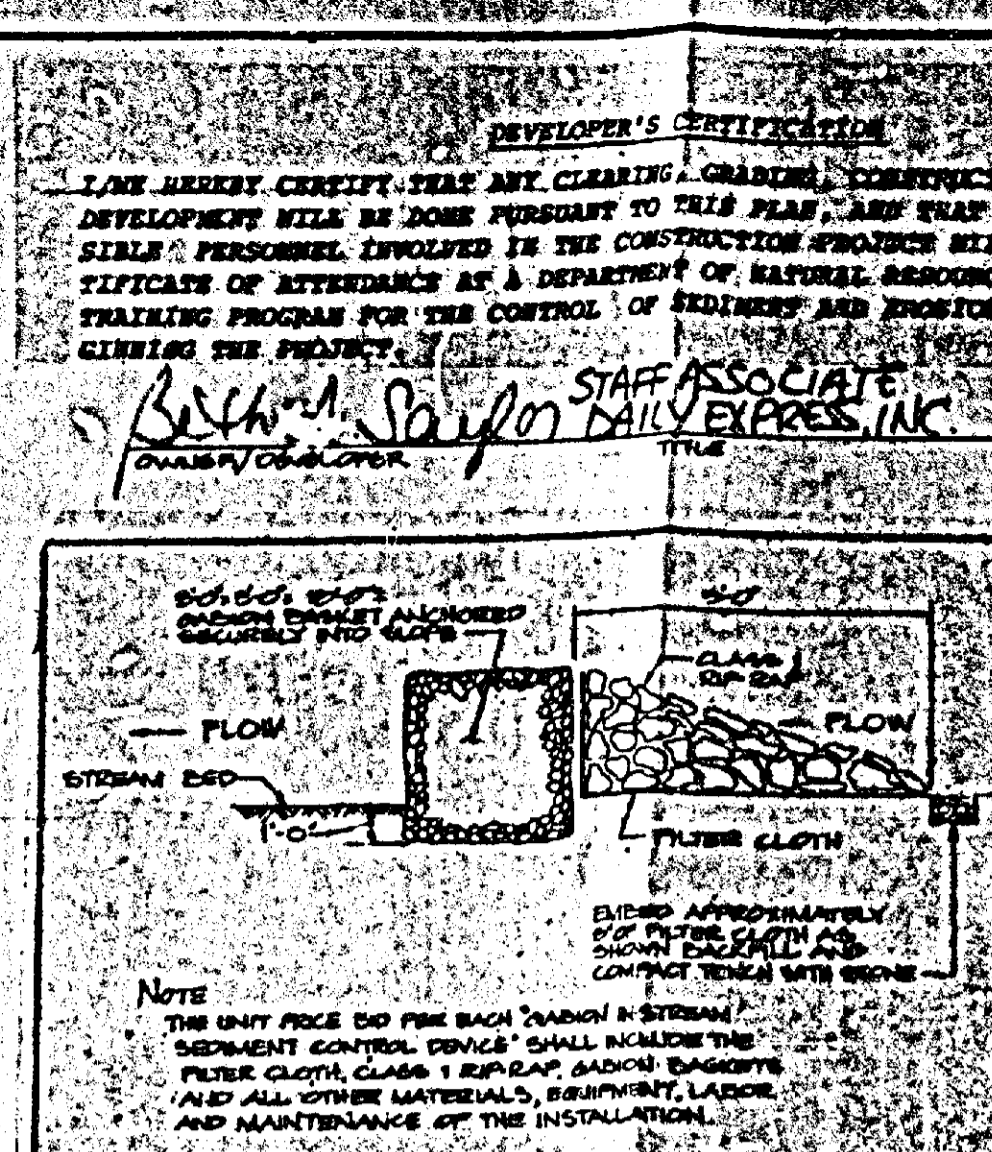 DEVELOPER'S CERTIFICATION
I/WE HEREBY CERTIFY THAT ANY CLEARING, GRADING, CONSTRUC
DEVELOPMENT WILL BE DONE PURSUANT TO THIS PLAN, AND THAT
SIBLE PERSONNEL INVOLVED IN THE CONSTRUCTION PROJECT WIL
TIFICATE OF ATTENDANCE AT A DEPARTMENT OF NATURAL RESOURC
TRAINING PROGRAM FOR THE CONTROL OF SEDIMENT AND EROSION
GINNING THE PROJECT.
STAFF ASSOCIATE
DAILY EXPRESS, INC.
OWNER/DEVELOPER
TITLE
GABION BASKET ANCHORED
SECURELY INTO SLOPE
CLASS 1
RIP RAP
FLOW
FLOW
STREAM BED
1'-0"
FILTER CLOTH
EMBED APPROXIMATELY
OF FILTER CLOTH AS
SHOWN BACKFILL AND
COMPACT TENCH WITH STONE
NOTE
THE UNIT PRICE BID PER EACH "GABION IN STREAM
SEDIMENT CONTROL DEVICE" SHALL INCLUDE THE
FILTER CLOTH, CLASS 1 RIP RAP, GABION BASKETS
AND ALL OTHER MATERIALS, EQUIPMENT, LABOR
AND MAINTENANCE OF THE INSTALLATION.